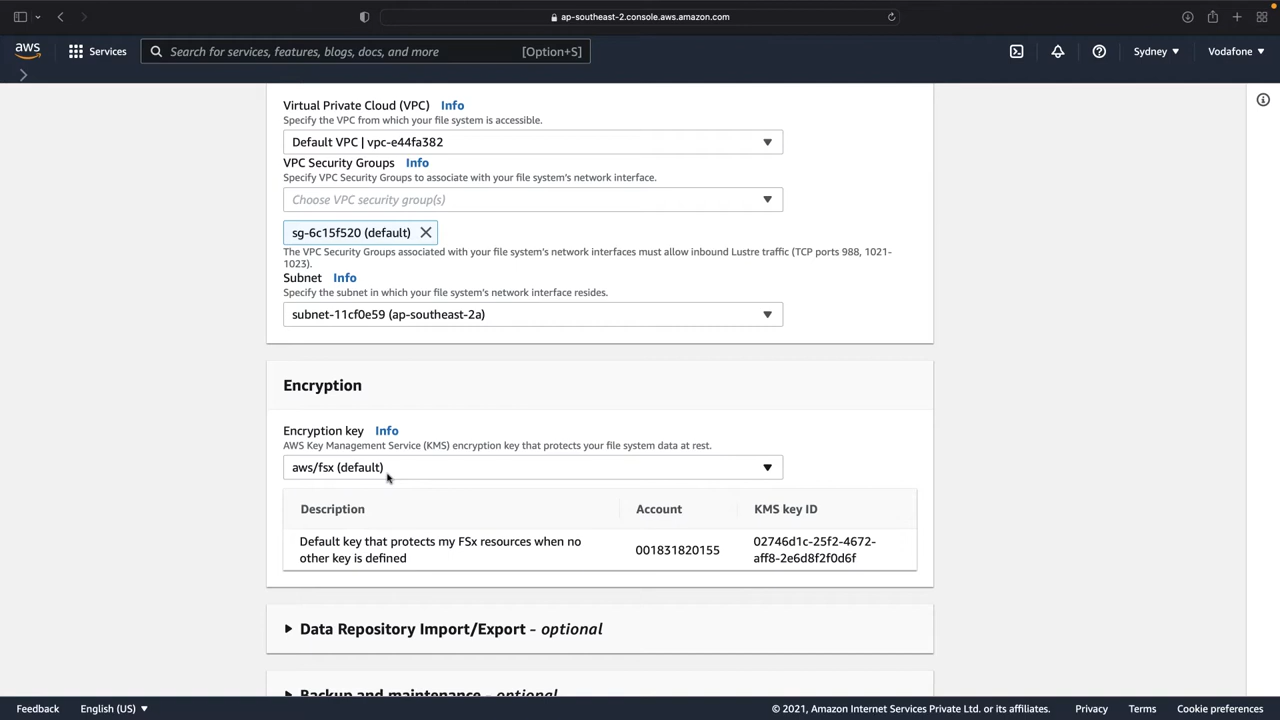 ap-southeast-2.console.aws.amazon.com
aws
Services
Search for services, features, blogs, docs, and more
[Option+S]
Sydney
Vodafone
Virtual Private Cloud (VPC) Info
Specify the VPC from which your file system is accessible.
Default VPC | vpc-e44fa382
VPC Security Groups Info
Specify VPC Security Groups to associate with your file system's network interface.
Choose VPC security group(s)
sg-6c15f520 (default)
The VPC Security Groups associated with your file system's network interfaces must allow inbound Lustre traffic (TCP ports 988, 1021-
1023).
Subnet Info
Specify the subnet in which your file system's network interface resides.
subnet-11cf0e59 (ap-southeast-2a)
Encryption
Encryption key Info
AWS Key Management Service (KMS) encryption key that protects your file system data at rest.
aws/fsx (default)
Description Account KMS key ID
Default key that protects my FSx resources when no
other key is defined
001831820155
02746d1c-25f2-4672-
aff8-2e6d8f2f0d6f
Data Repository Import/Export - optional
Backup and maintenance - optional
Feedback English (US) © 2021, Amazon Internet Services Private Ltd. or its affiliates. Privacy Terms Cookie preferences